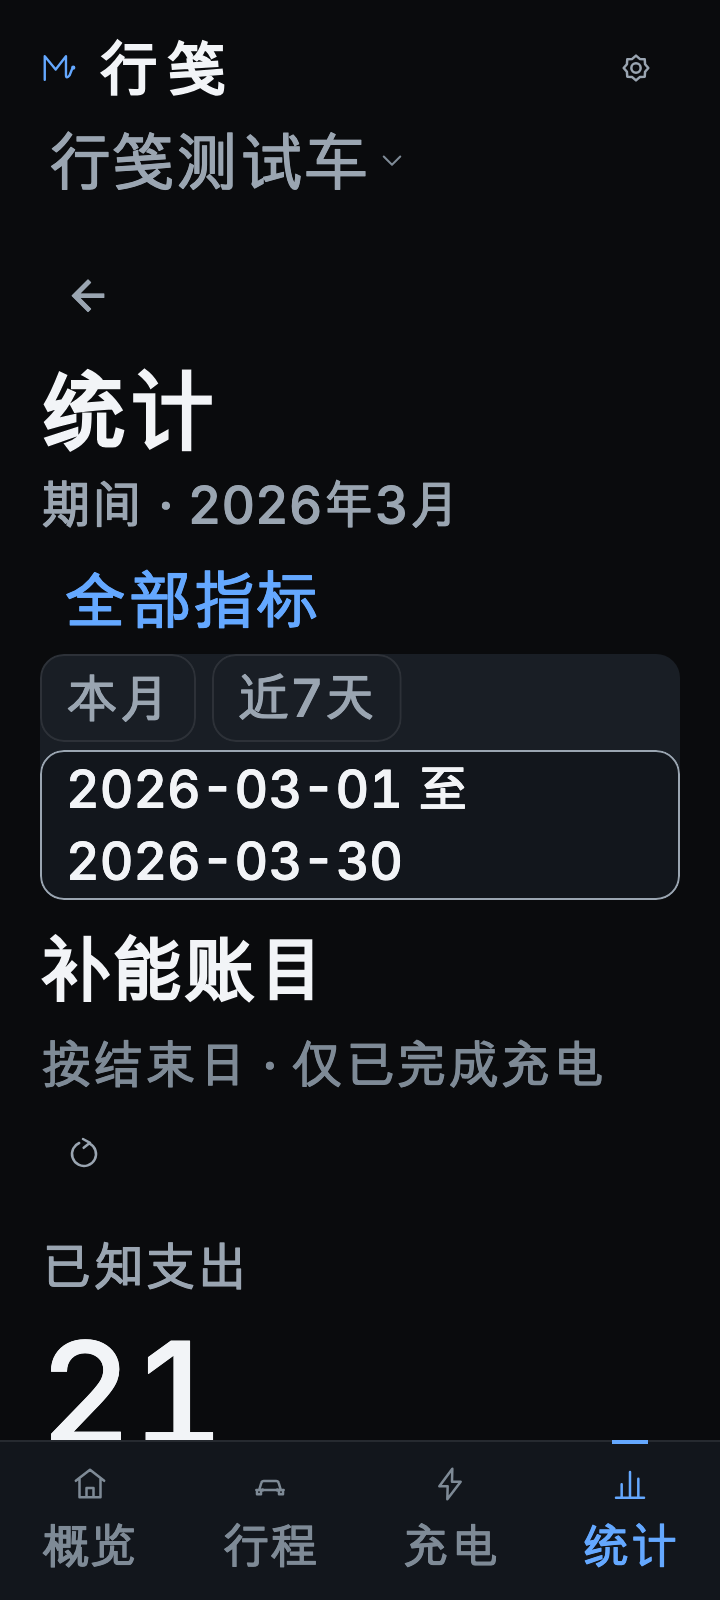 行笺
行笺测试车
统计
期间 · 2026年3月
全部指标
本月
近7天
2026-03-01 至
2026-03-30
补能账目
按结束日 · 仅已完成充电
已知支出
21
概览
行程
充电
统计